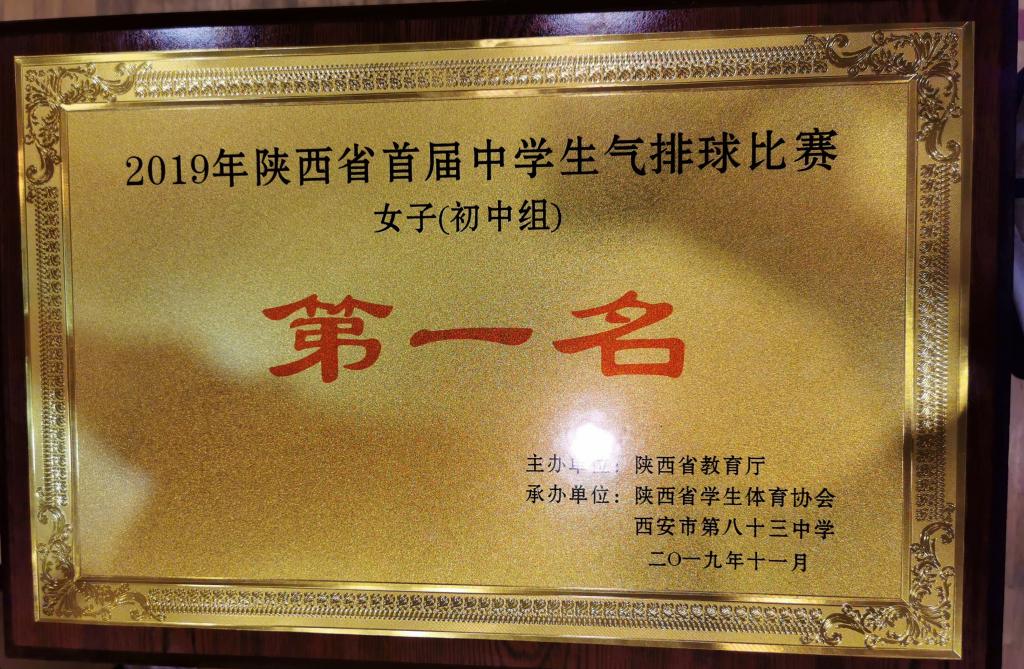 2019年陕西省首届中学生气排球比赛
女子(初中组)
第一名
主办单位：陕西省教育厅
承办单位：陕西省学生体育协会
西安市第八十三中学
二〇一九年十一月